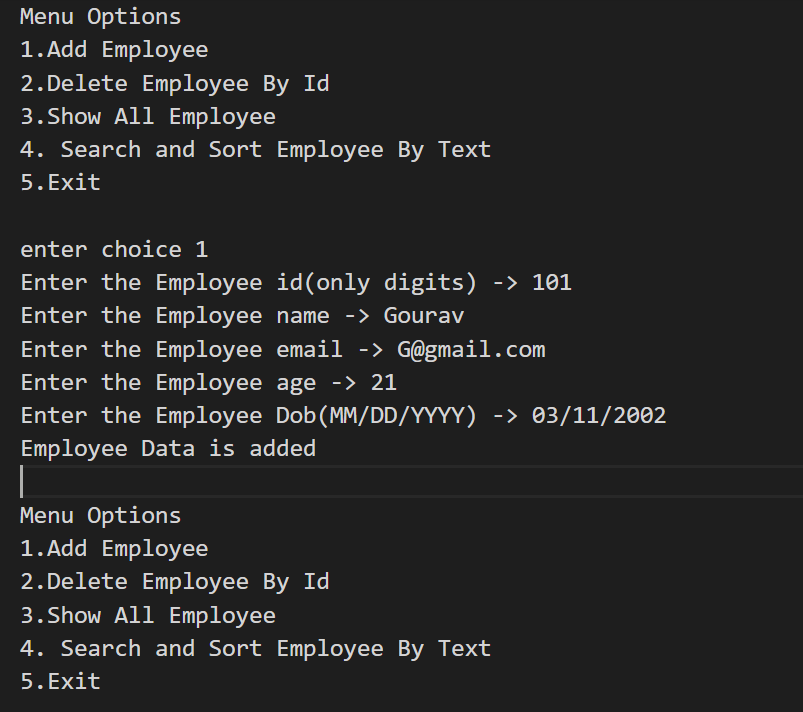 Menu Options
1.Add Employee
2.Delete Employee By Id
3.Show All Employee
4. Search and Sort Employee By Text
5.Exit
enter choice 1
Enter the Employee id(only digits) -> 101
Enter the Employee name -> Gourav
Enter the Employee email -> G@gmail.com
Enter the Employee age -> 21
Enter the Employee Dob(MM/DD/YYYY) -> 03/11/2002
Employee Data is added
Menu Options
1.Add Employee
2.Delete Employee By Id
3.Show All Employee
4. Search and Sort Employee By Text
5.Exit